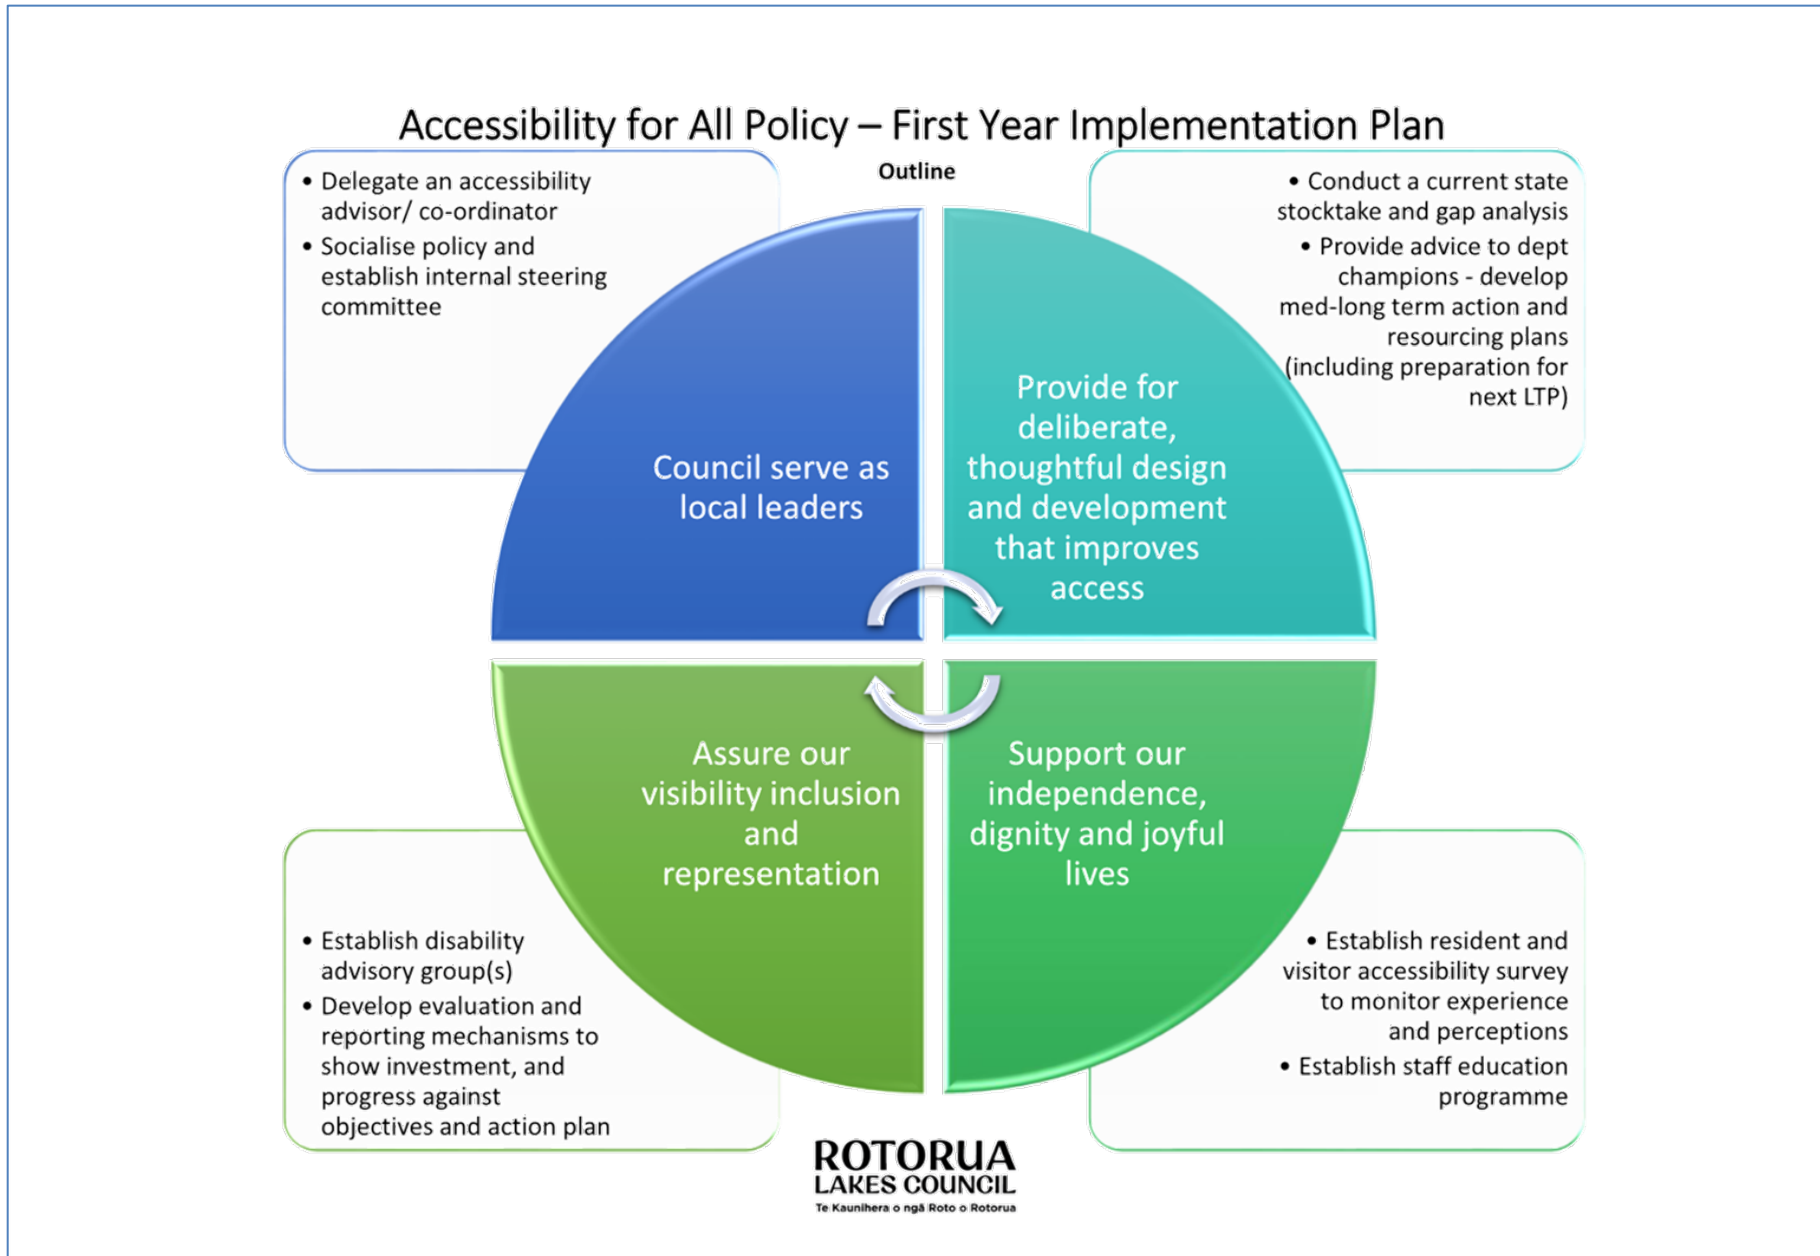 Accessibility for All Policy – First Year Implementation Plan
Outline
• Delegate an accessibility
advisor/ co-ordinator
• Socialise policy and
establish internal steering
committee
• Conduct a current state
stocktake and gap analysis
• Provide advice to dept
champions - develop
med-long term action and
resourcing plans
(including preparation for
next LTP)
Council serve as
local leaders
Provide for
deliberate,
thoughtful design
and development
that improves
access
Assure our
visibility inclusion
and
representation
Support our
independence,
dignity and joyful
lives
• Establish disability
advisory group(s)
• Develop evaluation and
reporting mechanisms to
show investment, and
progress against
objectives and action plan
• Establish resident and
visitor accessibility survey
to monitor experience
and perceptions
• Establish staff education
programme
ROTORUA
LAKES COUNCIL
Te Kaunihera o ngā Roto o Rotorua